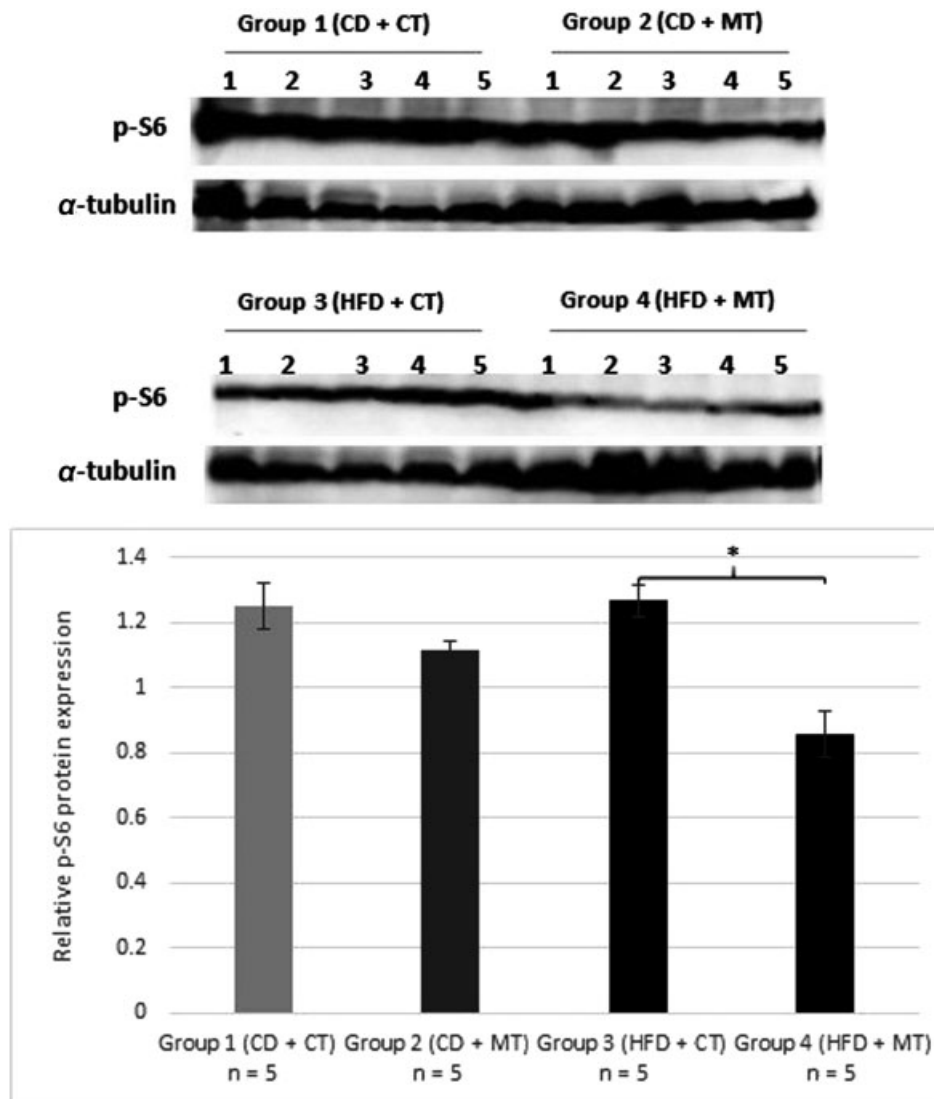 Group 1 (CD + CT) Group 2 (CD + MT)
1 2 3 4 5 1 2 3 4 5
p-S6
α-tubulin
Group 3 (HFD + CT) Group 4 (HFD + MT)
1 2 3 4 5 1 2 3 4 5
p-S6
α-tubulin
Relative p-S6 protein expression
1.4
1.2
1
0.8
0.6
0.4
0.2
0
*
Group 1 (CD + CT) Group 2 (CD + MT) Group 3 (HFD + CT) Group 4 (HFD + MT)
n = 5 n = 5 n = 5 n = 5